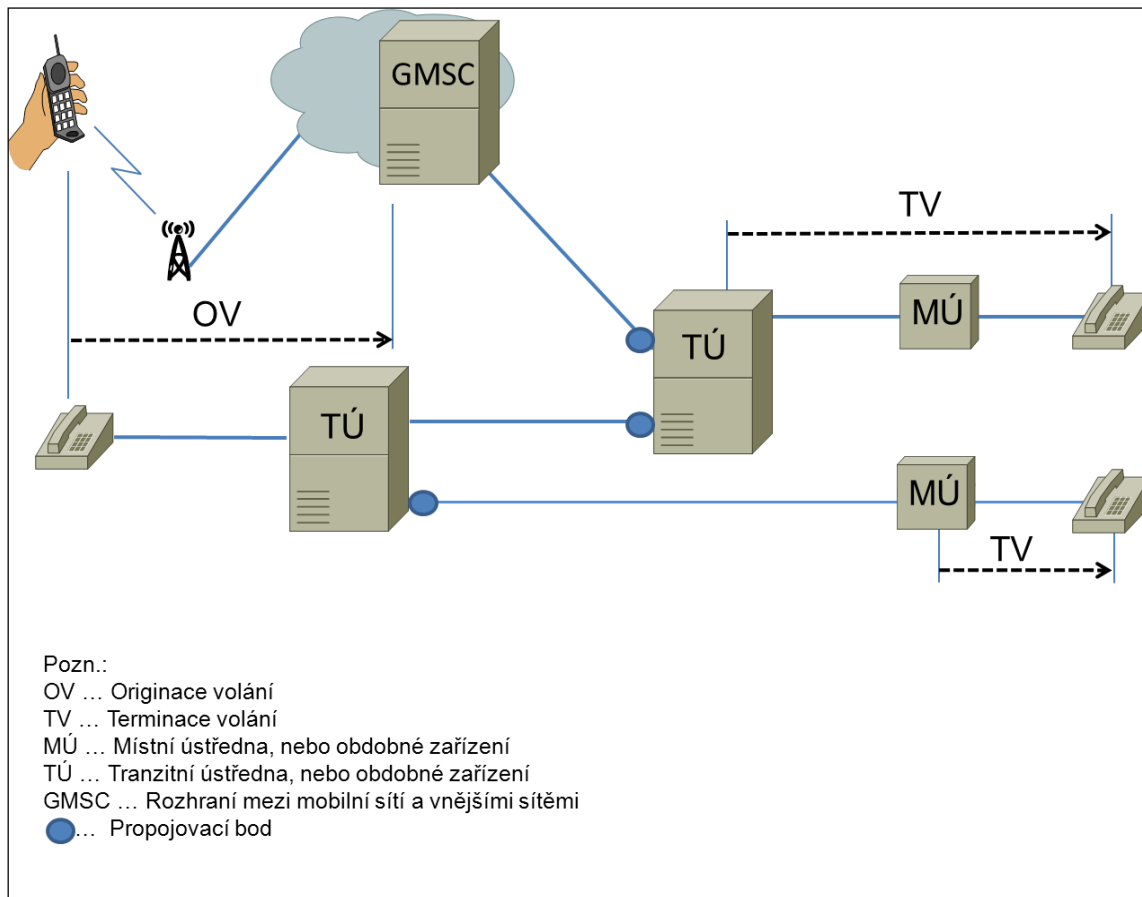 GMSC
TV
OV
TÚ
MÚ
TÚ
MÚ
TV
Pozn.:
OV … Originace volání
TV … Terminace volání
MÚ … Místní ústředna, nebo obdobné zařízení
TÚ … Tranzitní ústředna, nebo obdobné zařízení
GMSC … Rozhraní mezi mobilní sítí a vnějšími sítěmi
… Propojovací bod